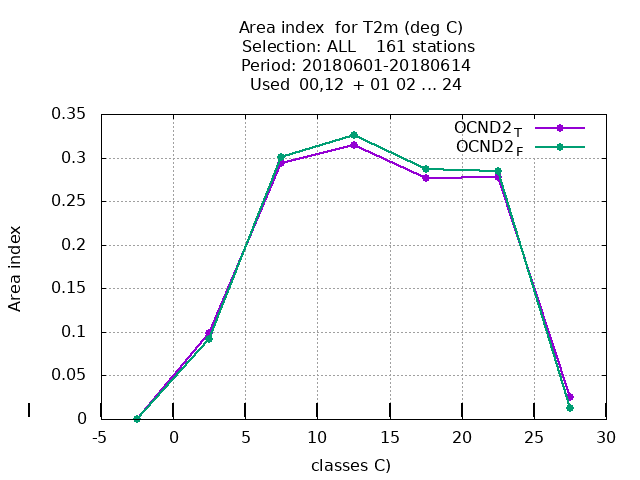 Area index for T2m (deg C)
Selection: ALL 161 stations
Period: 20180601-20180614
Used 00,12 + 01 02 ... 24
0.35
0.3
0.25
0.2
0.15
0.1
0.05
0
OCND2T
OCND2F
Area index
-5 0 5 10 15 20 25 30
classes C)